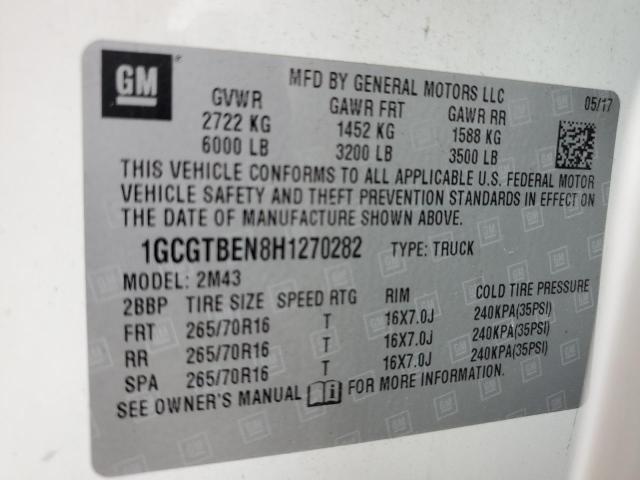 GM
MFD BY GENERAL MOTORS LLC
05/17
GVWR GAWR FRT GAWR RR
2722 KG 1452 KG 1588 KG
6000 LB 3200 LB 3500 LB
THIS VEHICLE CONFORMS TO ALL APPLICABLE U.S. FEDERAL MOTOR
VEHICLE SAFETY AND THEFT PREVENTION STANDARDS IN EFFECT ON
THE DATE OF MANUFACTURE SHOWN ABOVE.
1GCGTBEN8H1270282 TYPE: TRUCK
MODEL: 2M43
2BBP TIRE SIZE SPEED RTG RIM COLD TIRE PRESSURE
FRT 265/70R16 T 16X7.0J 240KPA(35PSI)
RR 265/70R16 T 16X7.0J 240KPA(35PSI)
SPA 265/70R16 T 16X7.0J 240KPA(35PSI)
SEE OWNER'S MANUAL FOR MORE INFORMATION.